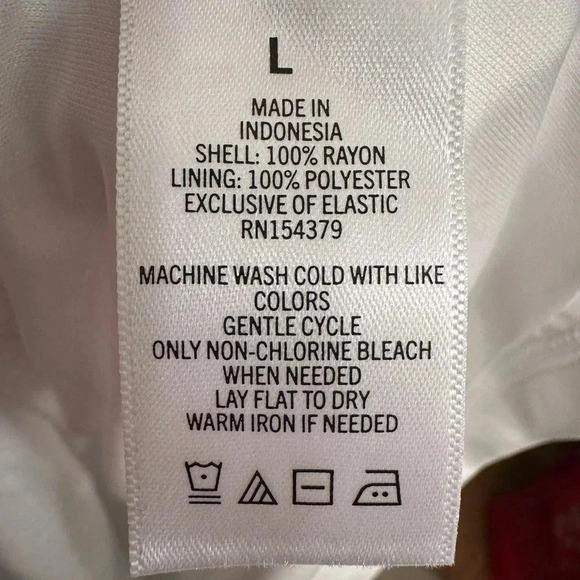 L
MADE IN
INDONESIA
SHELL: 100% RAYON
LINING: 100% POLYESTER
EXCLUSIVE OF ELASTIC
RN154379
MACHINE WASH COLD WITH LIKE
COLORS
GENTLE CYCLE
ONLY NON-CHLORINE BLEACH
WHEN NEEDED
LAY FLAT TO DRY
WARM IRON IF NEEDED